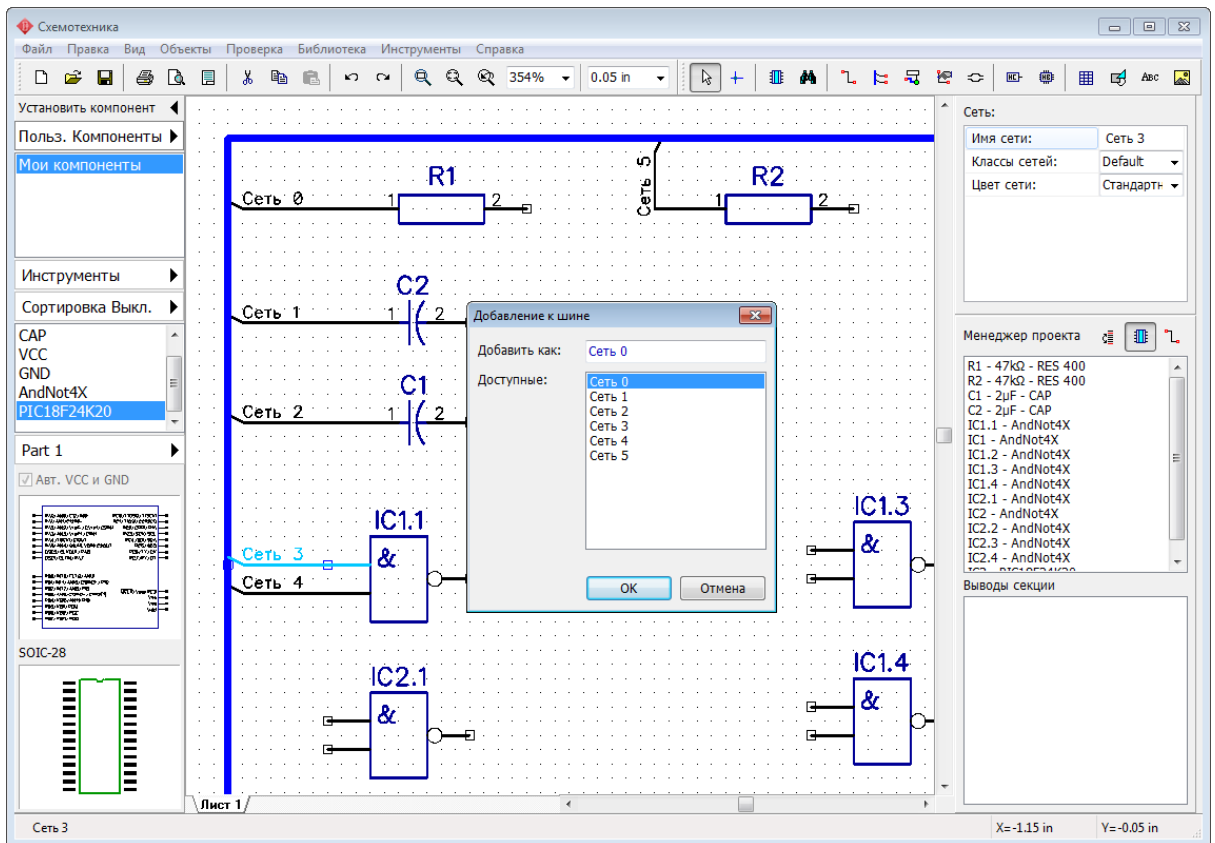 Схемотехника
Файл Правка Вид Объекты Проверка Библиотека Инструменты Справка
354% 0.05 in ABC
Установить компонент
Польз. Компоненты
Мои компоненты
Инструменты
Сортировка Выкл.
CAP
VCC
GND
AndNot4X
PIC18F24K20
Part 1
Авт. VCC и GND
SOIC-28
Сеть 0
1
R1
2
Сеть 5
1
R2
2
Сеть 1
1
C2
2
Сеть 2
1
C1
2
Сеть 3
Сеть 4
IC1.1
&
IC2.1
&
IC1.3
&
IC1.4
&
Добавление к шине
Добавить как: Сеть 0
Доступные:
Сеть 0
Сеть 1
Сеть 2
Сеть 3
Сеть 4
Сеть 5
OK Отмена
Лист 1
Сеть:
Имя сети: Сеть 3
Классы сетей: Default
Цвет сети: Стандартн
Менеджер проекта
R1 - 47kΩ - RES 400
R2 - 47kΩ - RES 400
C1 - 2μF - CAP
C2 - 2μF - CAP
IC1.1 - AndNot4X
IC1 - AndNot4X
IC1.2 - AndNot4X
IC1.3 - AndNot4X
IC1.4 - AndNot4X
IC2.1 - AndNot4X
IC2 - AndNot4X
IC2.2 - AndNot4X
IC2.3 - AndNot4X
IC2.4 - AndNot4X
Выводы секции
Сеть 3
X=-1.15 in Y=-0.05 in